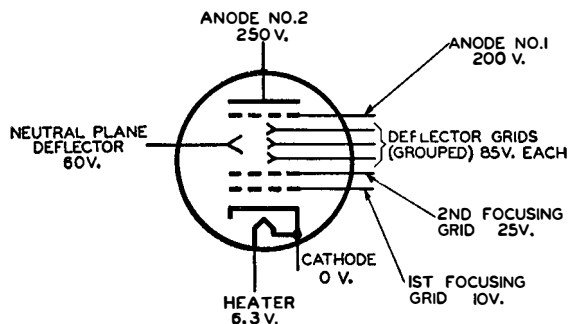 ANODE NO.2
250 V.
ANODE NO.1
200 V.
NEUTRAL PLANE
DEFLECTOR
60V.
DEFLECTOR GRIDS
(GROUPED) 85V. EACH
2ND FOCUSING
GRID 25V.
CATHODE
0 V.
1ST FOCUSING
GRID 10V.
HEATER
6.3 V.